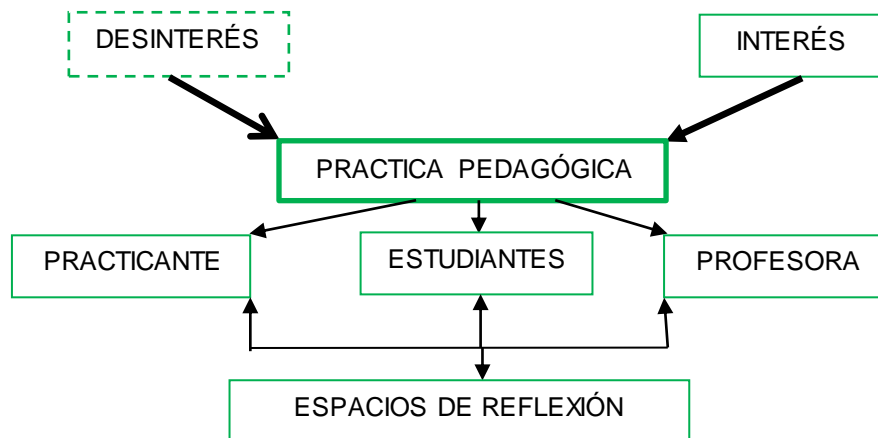 DESINTERÉS
INTERÉS
PRACTICA PEDAGÓGICA
PRACTICANTE
ESTUDIANTES
PROFESORA
ESPACIOS DE REFLEXIÓN